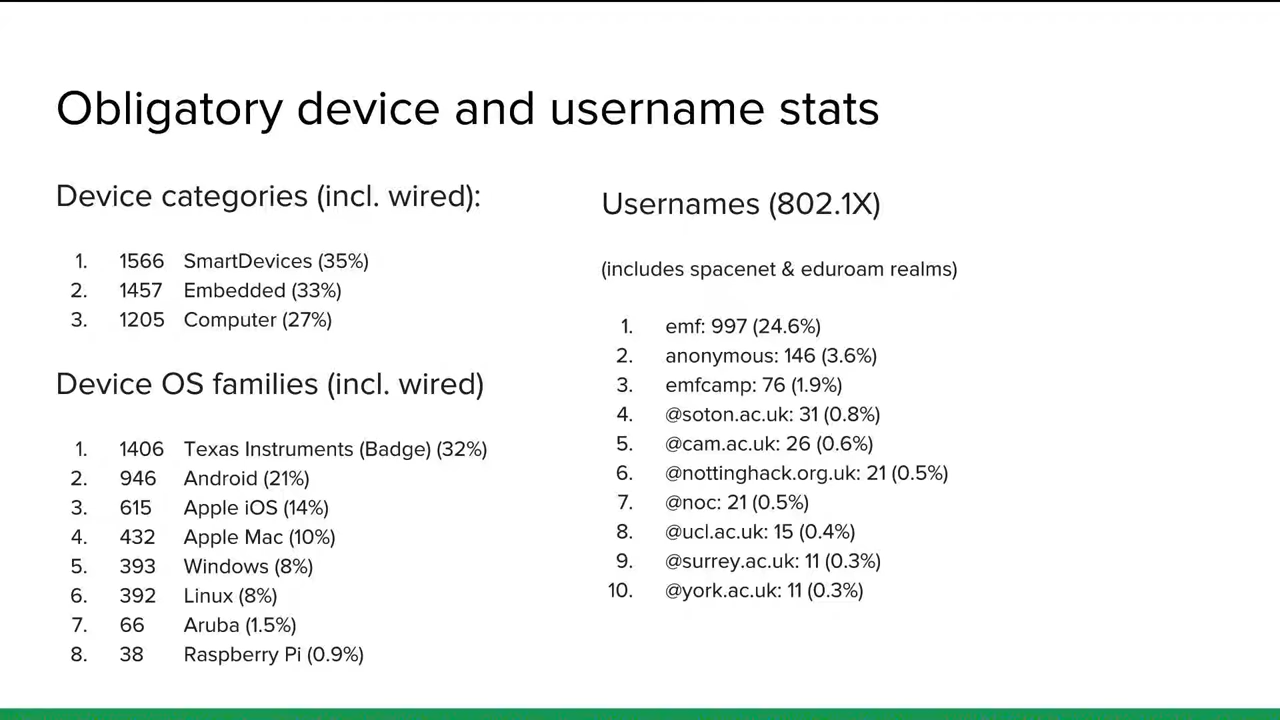 Obligatory device and username stats
Device categories (incl. wired):
1. 1566 SmartDevices (35%)
2. 1457 Embedded (33%)
3. 1205 Computer (27%)
Device OS families (incl. wired)
1. 1406 Texas Instruments (Badge) (32%)
2. 946 Android (21%)
3. 615 Apple iOS (14%)
4. 432 Apple Mac (10%)
5. 393 Windows (8%)
6. 392 Linux (8%)
7. 66 Aruba (1.5%)
8. 38 Raspberry Pi (0.9%)
Usernames (802.1X)
(includes spacenet & eduroam realms)
1. emf: 997 (24.6%)
2. anonymous: 146 (3.6%)
3. emfcamp: 76 (1.9%)
4. @soton.ac.uk: 31 (0.8%)
5. @cam.ac.uk: 26 (0.6%)
6. @nottinghack.org.uk: 21 (0.5%)
7. @noc: 21 (0.5%)
8. @ucl.ac.uk: 15 (0.4%)
9. @surrey.ac.uk: 11 (0.3%)
10. @york.ac.uk: 11 (0.3%)